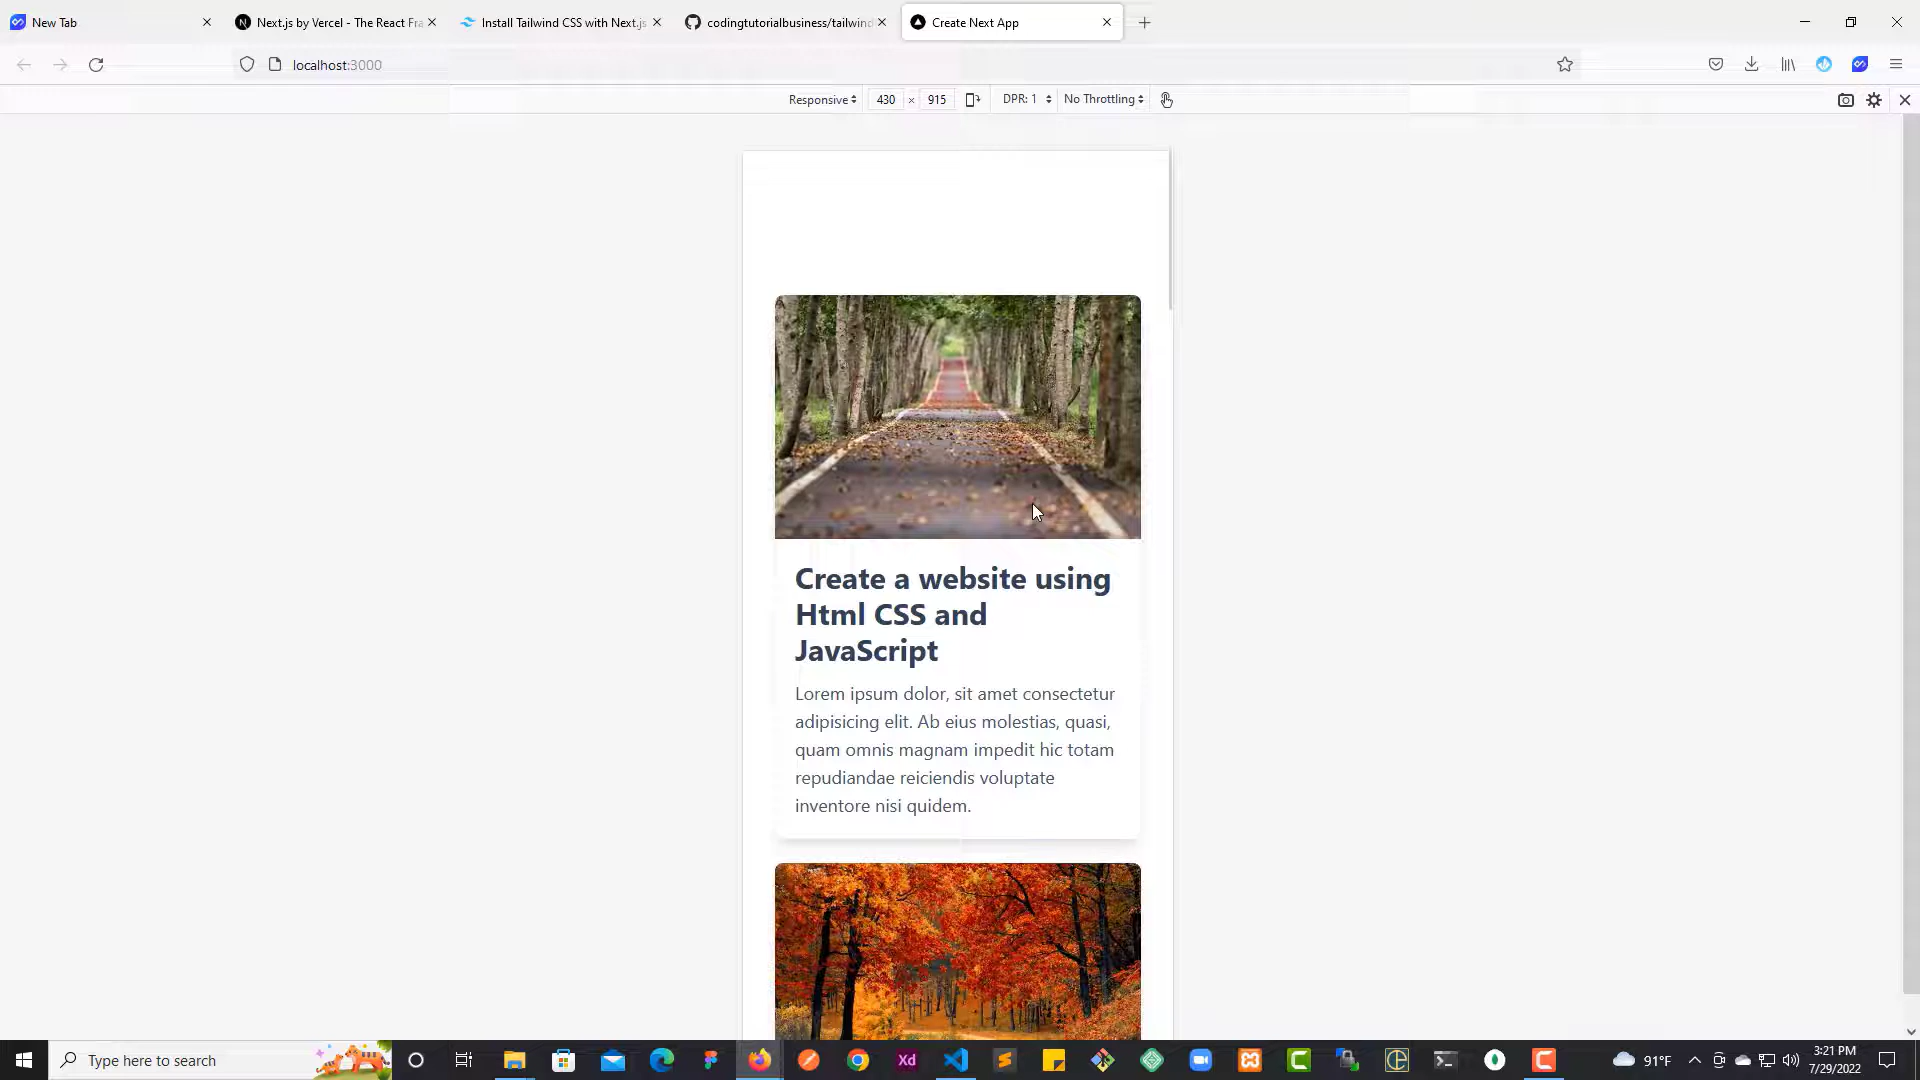 New Tab
Next.js by Vercel - The React Fra
Install Tailwind CSS with Next.js
codingtutorialbusiness/tailwind
Create Next App
localhost:3000
Responsive
430 × 915
DPR: 1
No Throttling
Create a website using
Html CSS and
JavaScript
Lorem ipsum dolor, sit amet consectetur
adipisicing elit. Ab eius molestias, quasi,
quam omnis magnam impedit hic totam
repudiandae reiciendis voluptate
inventore nisi quidem.
Type here to search
Xd
91°F
3:21 PM
7/29/2022